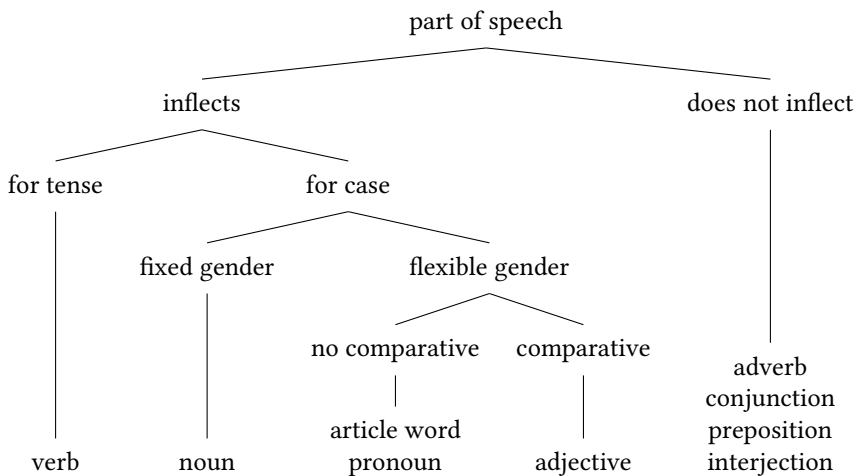 part of speech
inflects does not inflect
for tense for case
fixed gender flexible gender
no comparative comparative
adverb
conjunction
article word preposition
verb noun pronoun adjective interjection